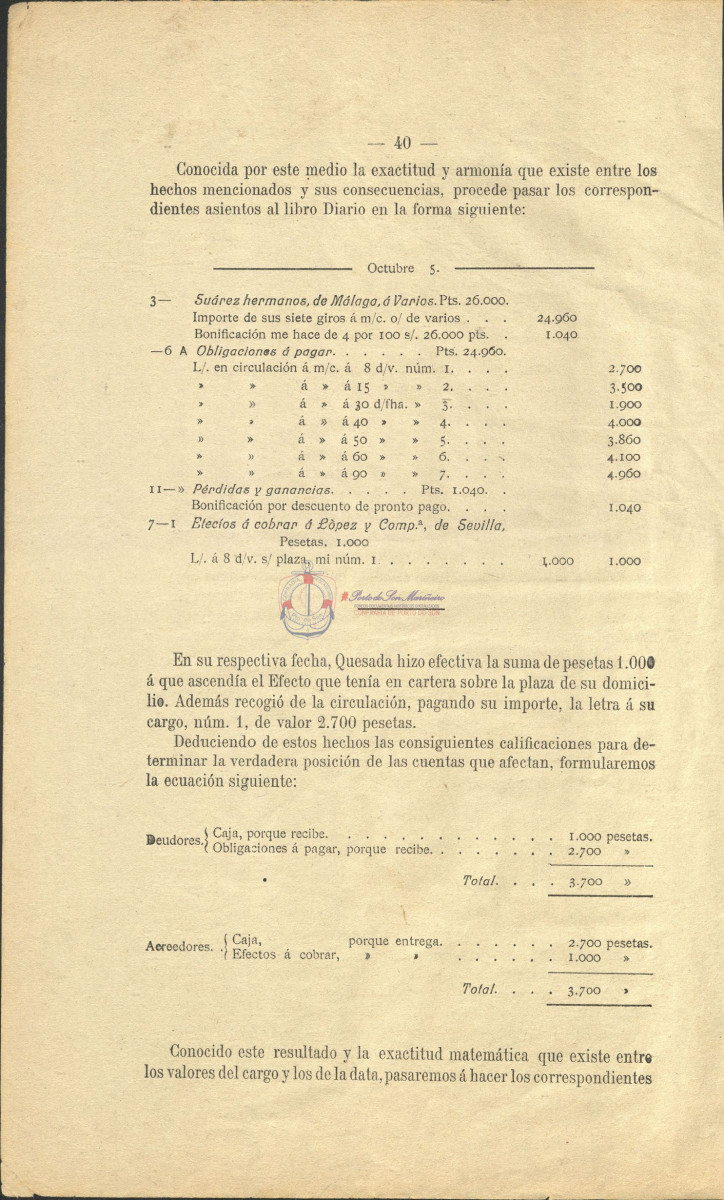 — 40 —
Conocida por este medio la exactitud y armonía que existe entre los
hechos mencionados y sus consecuencias, procede pasar los correspon-
dientes asientos al libro Diario en la forma siguiente:
Octubre 5.
3— Suárez hermanos, de Málaga, á Varios. Pts. 26.000.
Importe de sus siete giros á m/c. o/ de varios . . . 24.960
Bonificación me hace de 4 por 100 s/. 26.000 pts. . 1.040
—6 A Obligaciones á pagar. . . . . . Pts. 24.960.
L/. en circulación á m/c. á 8 d/v. núm. 1. . . . 2.700
» » á » á 15 » » 2. . . . 3.500
» » á » á 30 d/fha. » 3. . . . 1.900
» » á » á 40 » » 4. . . . 4.000
» » á » á 50 » » 5. . . . 3.860
» » á » á 60 » » 6. . . . 4.100
» » á » á 90 » » 7. . . . 4.960
11—» Pérdidas y ganancias. . . . . . Pts. 1.040. .
Bonificación por descuento de pronto pago. . . . 1.040
7—1 Efectos á cobrar á López y Comp.ª, de Sevilla,
Pesetas. 1.000
L/. á 8 d/v. s/ plaza, mi núm. 1 . . . . . . . . 1.000 1.000
Porto do Son Mariñeiro
En su respectiva fecha, Quesada hizo efectiva la suma de pesetas 1.000
á que ascendía el Efecto que tenía en cartera sobre la plaza de su domici-
lio. Además recogió de la circulación, pagando su importe, la letra á su
cargo, núm. 1, de valor 2.700 pesetas.
Deduciendo de estos hechos las consiguientes calificaciones para de-
terminar la verdadera posición de las cuentas que afectan, formularemos
la ecuación siguiente:
Deudores. { Caja, porque recibe. . . . . . . . . . . . . 1.000 pesetas.
Obligaciones á pagar, porque recibe. . . . . . . . 2.700 »
Total. . . . 3.700 »
Acreedores. . { Caja, porque entrega. . . . . . . 2.700 pesetas.
Efectos á cobrar, » » . . . . . . 1.000 »
Total. . . . 3.700 »
Conocido este resultado y la exactitud matemática que existe entre
los valores del cargo y los de la data, pasaremos á hacer los correspondientes